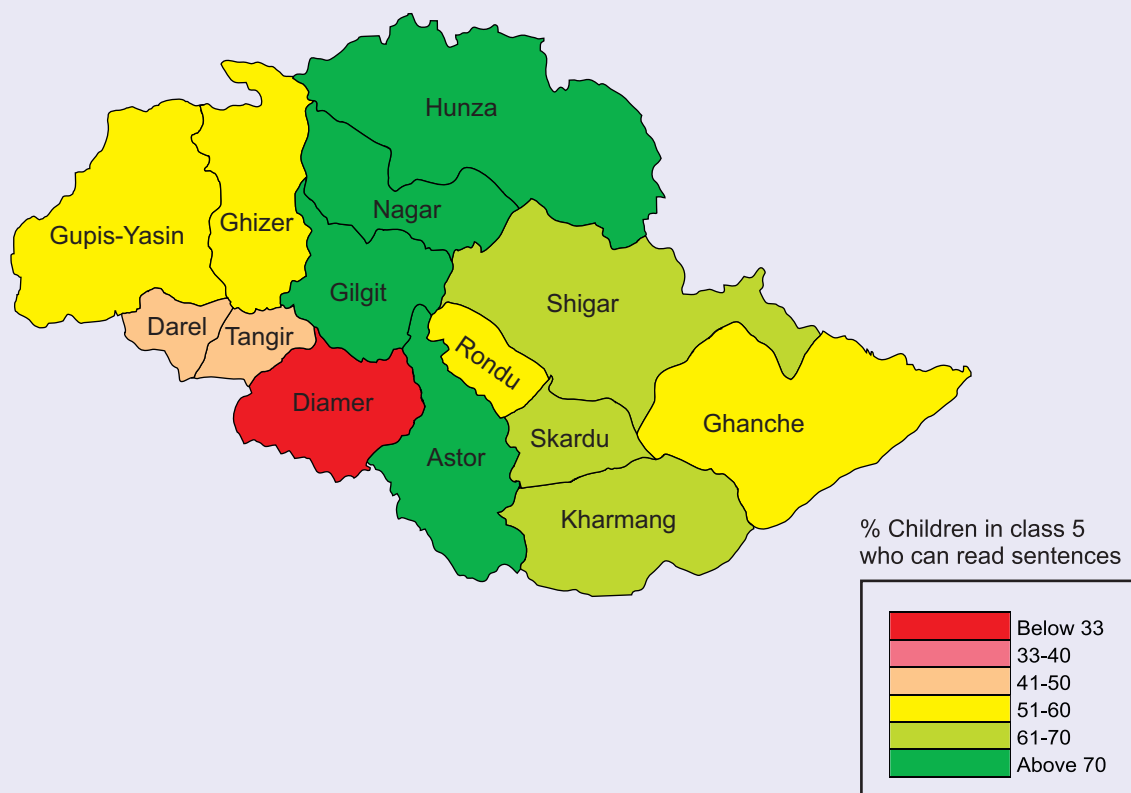 Hunza
Nagar
Ghizer
Gupis-Yasin
Gilgit
Shigar
Darel
Tangir
Rondu
Diamer
Ghanche
Skardu
Astor
Kharmang
% Children in class 5
who can read sentences
Below 33
33-40
41-50
51-60
61-70
Above 70